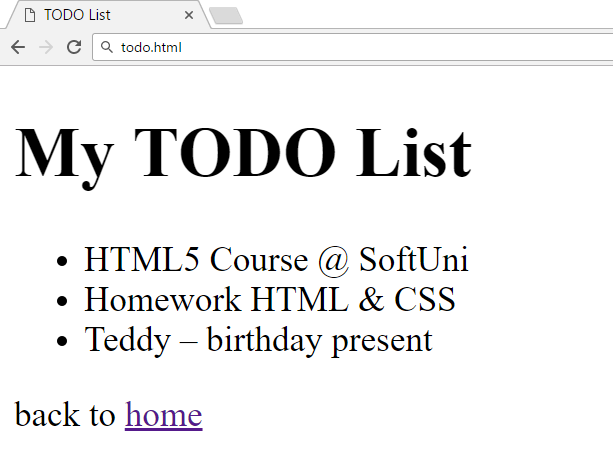 TODO List
todo.html
My TODO List
HTML5 Course @ SoftUni
Homework HTML & CSS
Teddy – birthday present
back to home